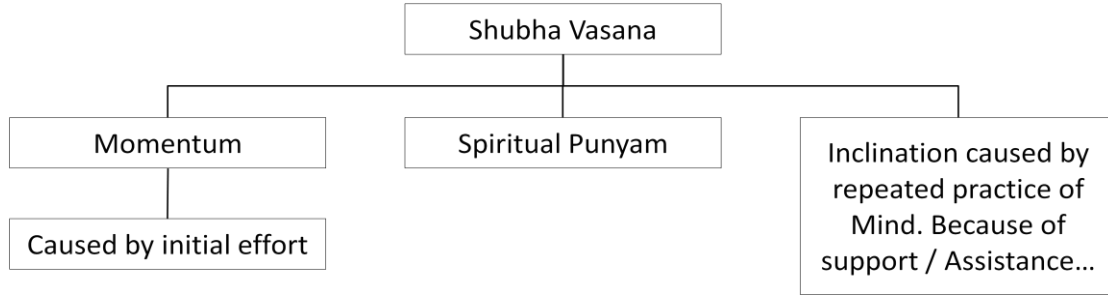 Shubha Vasana
Momentum
Spiritual Punyam
Inclination caused by
repeated practice of
Mind. Because of
support / Assistance…
Caused by initial effort